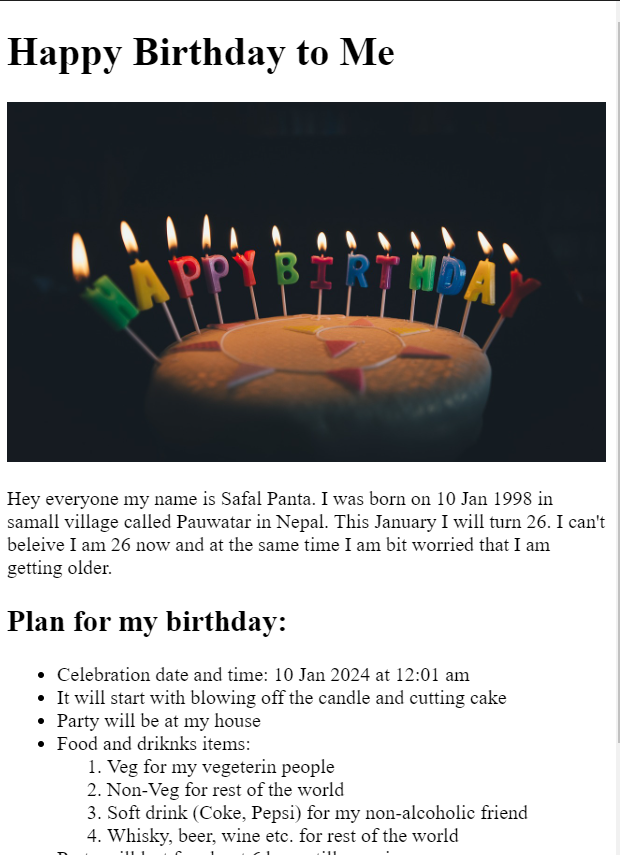 Happy Birthday to Me
HAPPY BIRTHDAY
Hey everyone my name is Safal Panta. I was born on 10 Jan 1998 in
samall village called Pauwatar in Nepal. This January I will turn 26. I can't
beleive I am 26 now and at the same time I am bit worried that I am
getting older.
Plan for my birthday:
• Celebration date and time: 10 Jan 2024 at 12:01 am
• It will start with blowing off the candle and cutting cake
• Party will be at my house
• Food and driknks items:
1. Veg for my vegeterin people
2. Non-Veg for rest of the world
3. Soft drink (Coke, Pepsi) for my non-alcoholic friend
4. Whisky, beer, wine etc. for rest of the world